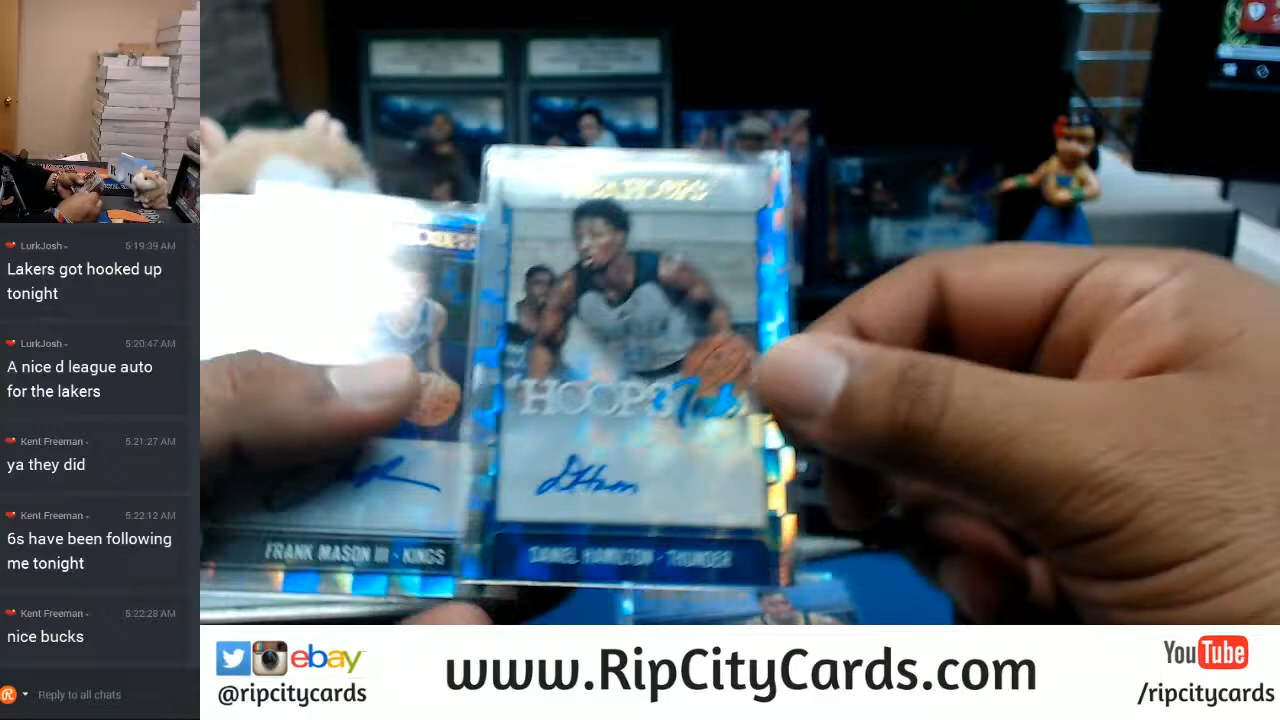 LurkJosh - 5:19:39 AM
Lakers got hooked up
tonight
LurkJosh - 5:20:47 AM
A nice d league auto
for the lakers
Kent Freeman - 5:21:27 AM
ya they did
Kent Freeman - 5:22:12 AM
6s have been following
me tonight
Kent Freeman - 5:22:28 AM
nice bucks
Reply to all chats
HOOPS
DHam
FRANK MASON III - KINGS
DANIEL HAMILTON - THUNDER
ebay
@ripcitycards
www.RipCityCards.com
YouTube
/ripcitycards